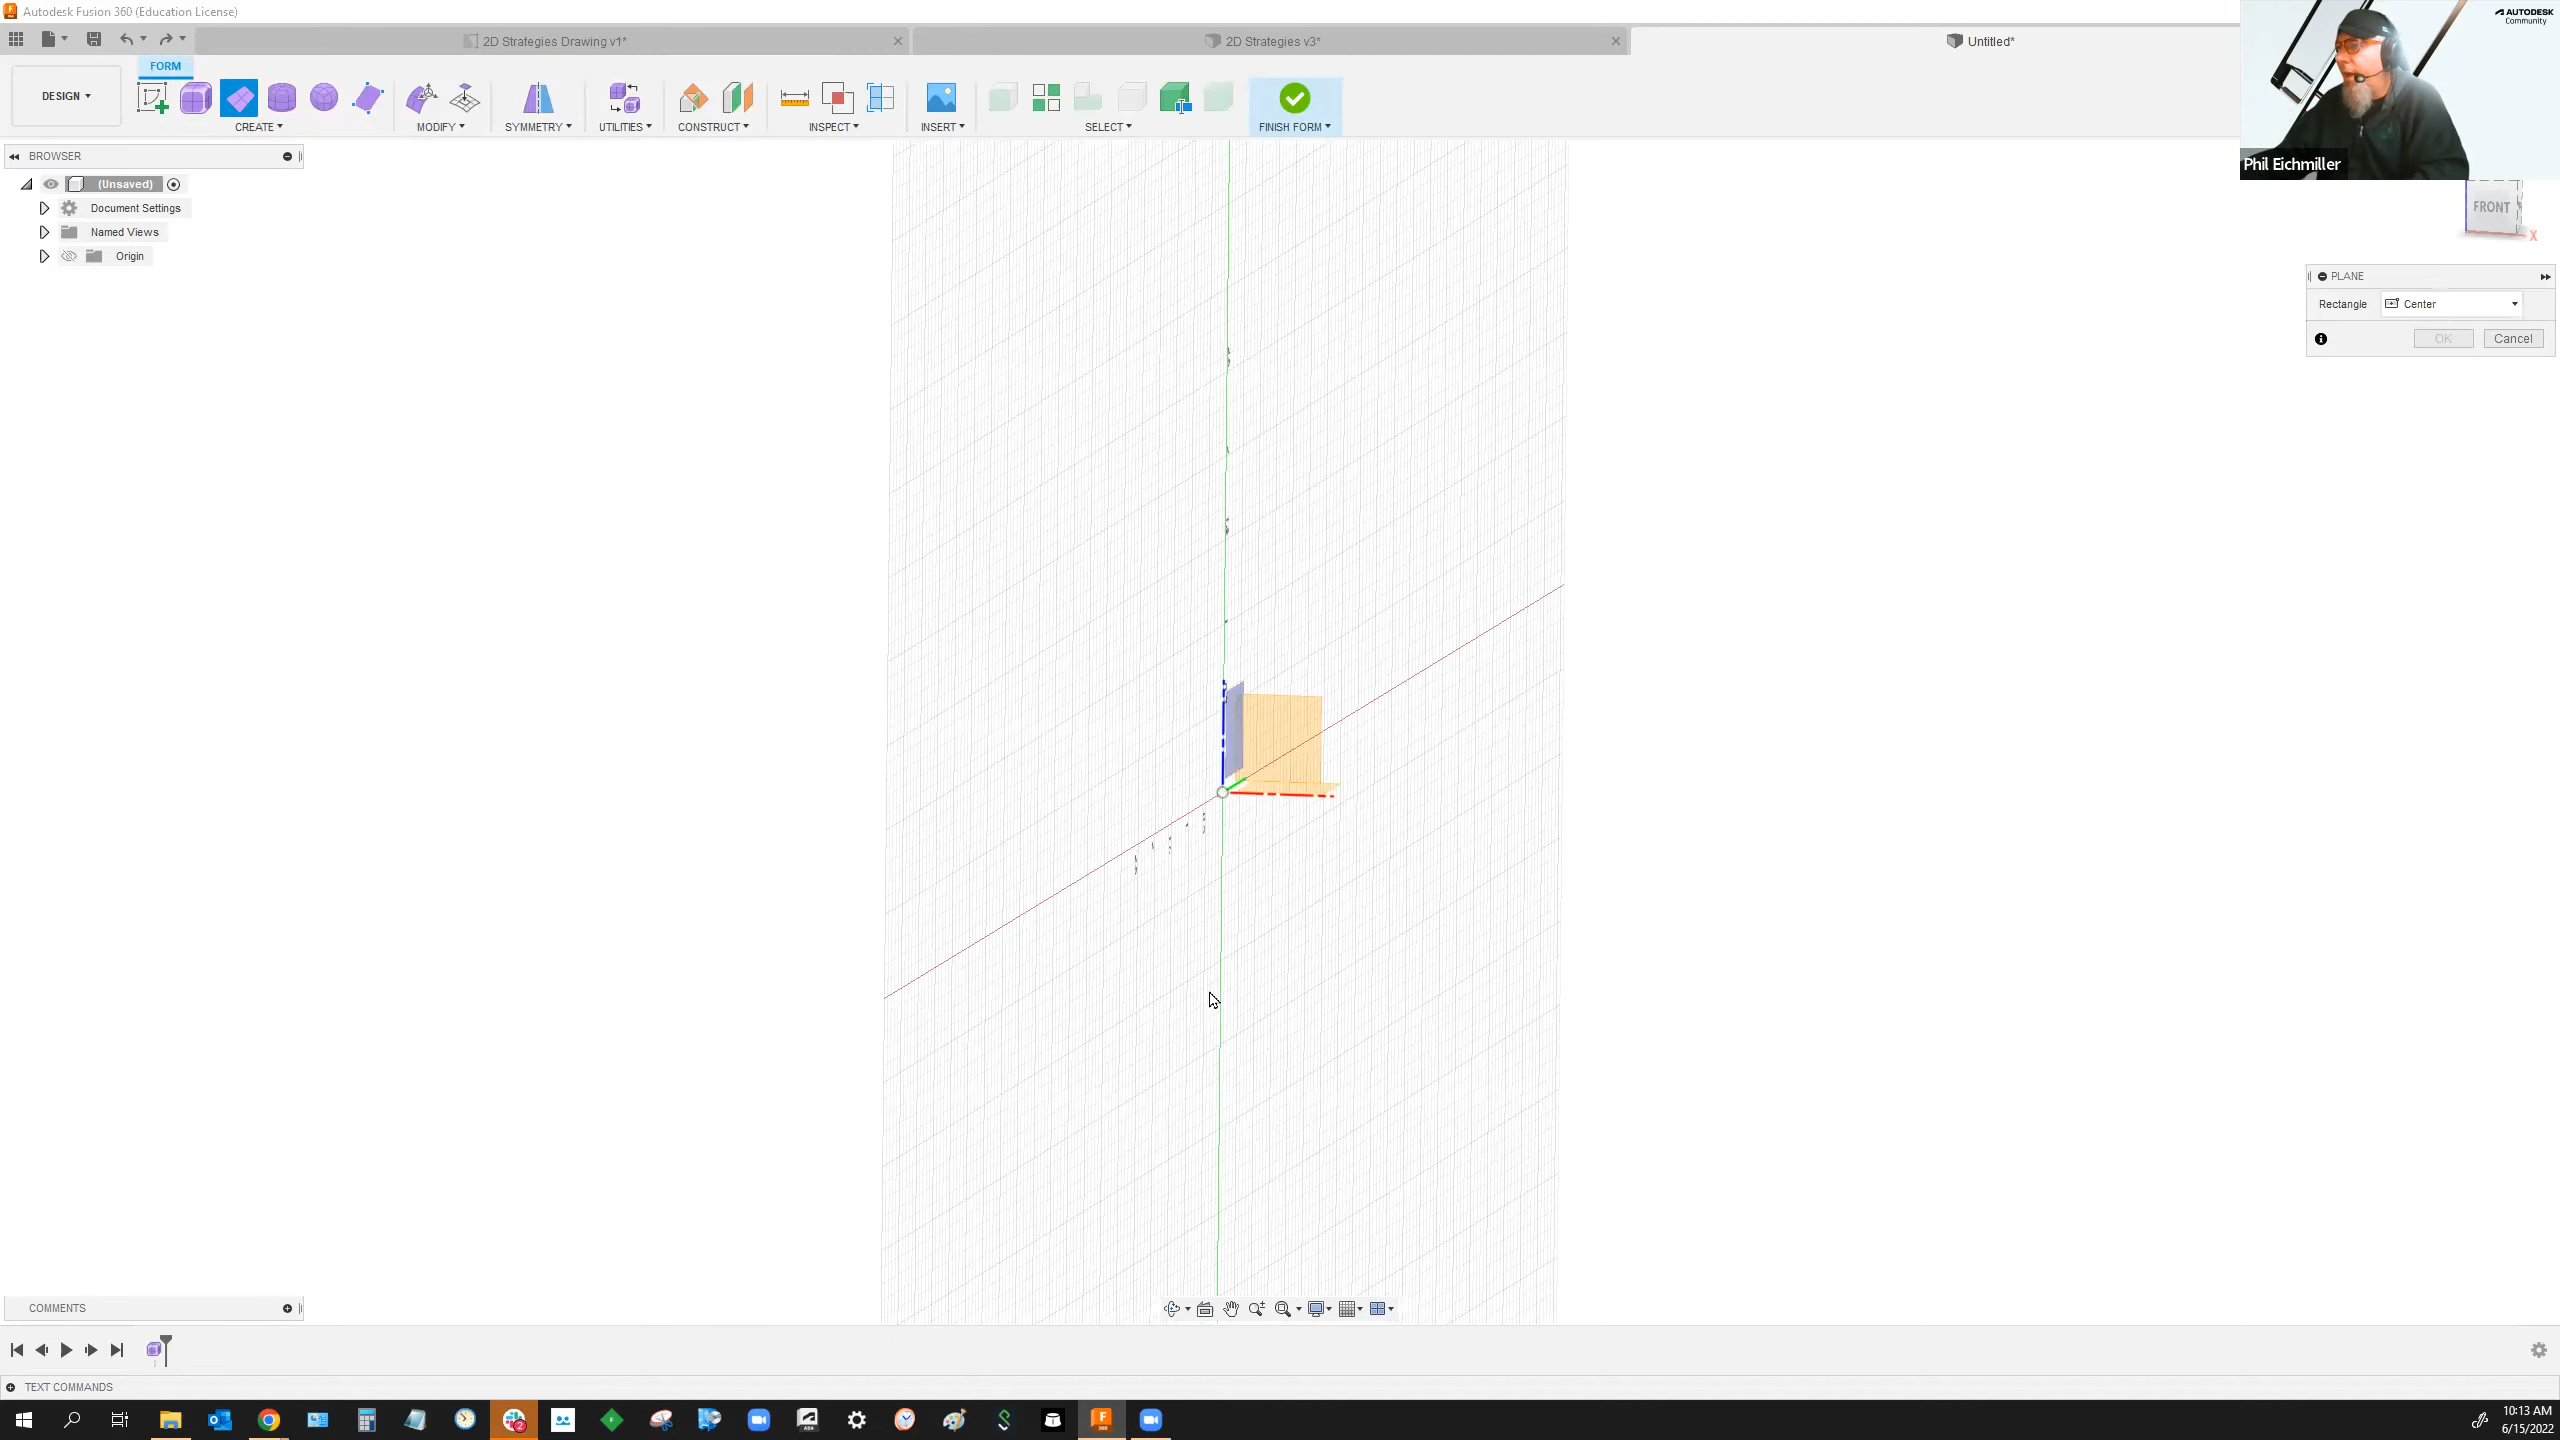 Autodesk Fusion 360 (Education License)
2D Strategies Drawing v1*
2D Strategies v3*
Untitled*
AUTODESK
Community
FORM
DESIGN
CREATE
MODIFY
SYMMETRY
UTILITIES
CONSTRUCT
INSPECT
INSERT
SELECT
FINISH FORM
Phil Eichmiller
BROWSER
(Unsaved)
Document Settings
Named Views
Origin
FRONT
X
PLANE
Rectangle
Center
OK
Cancel
COMMENTS
TEXT COMMANDS
2
10:13 AM
6/15/2022